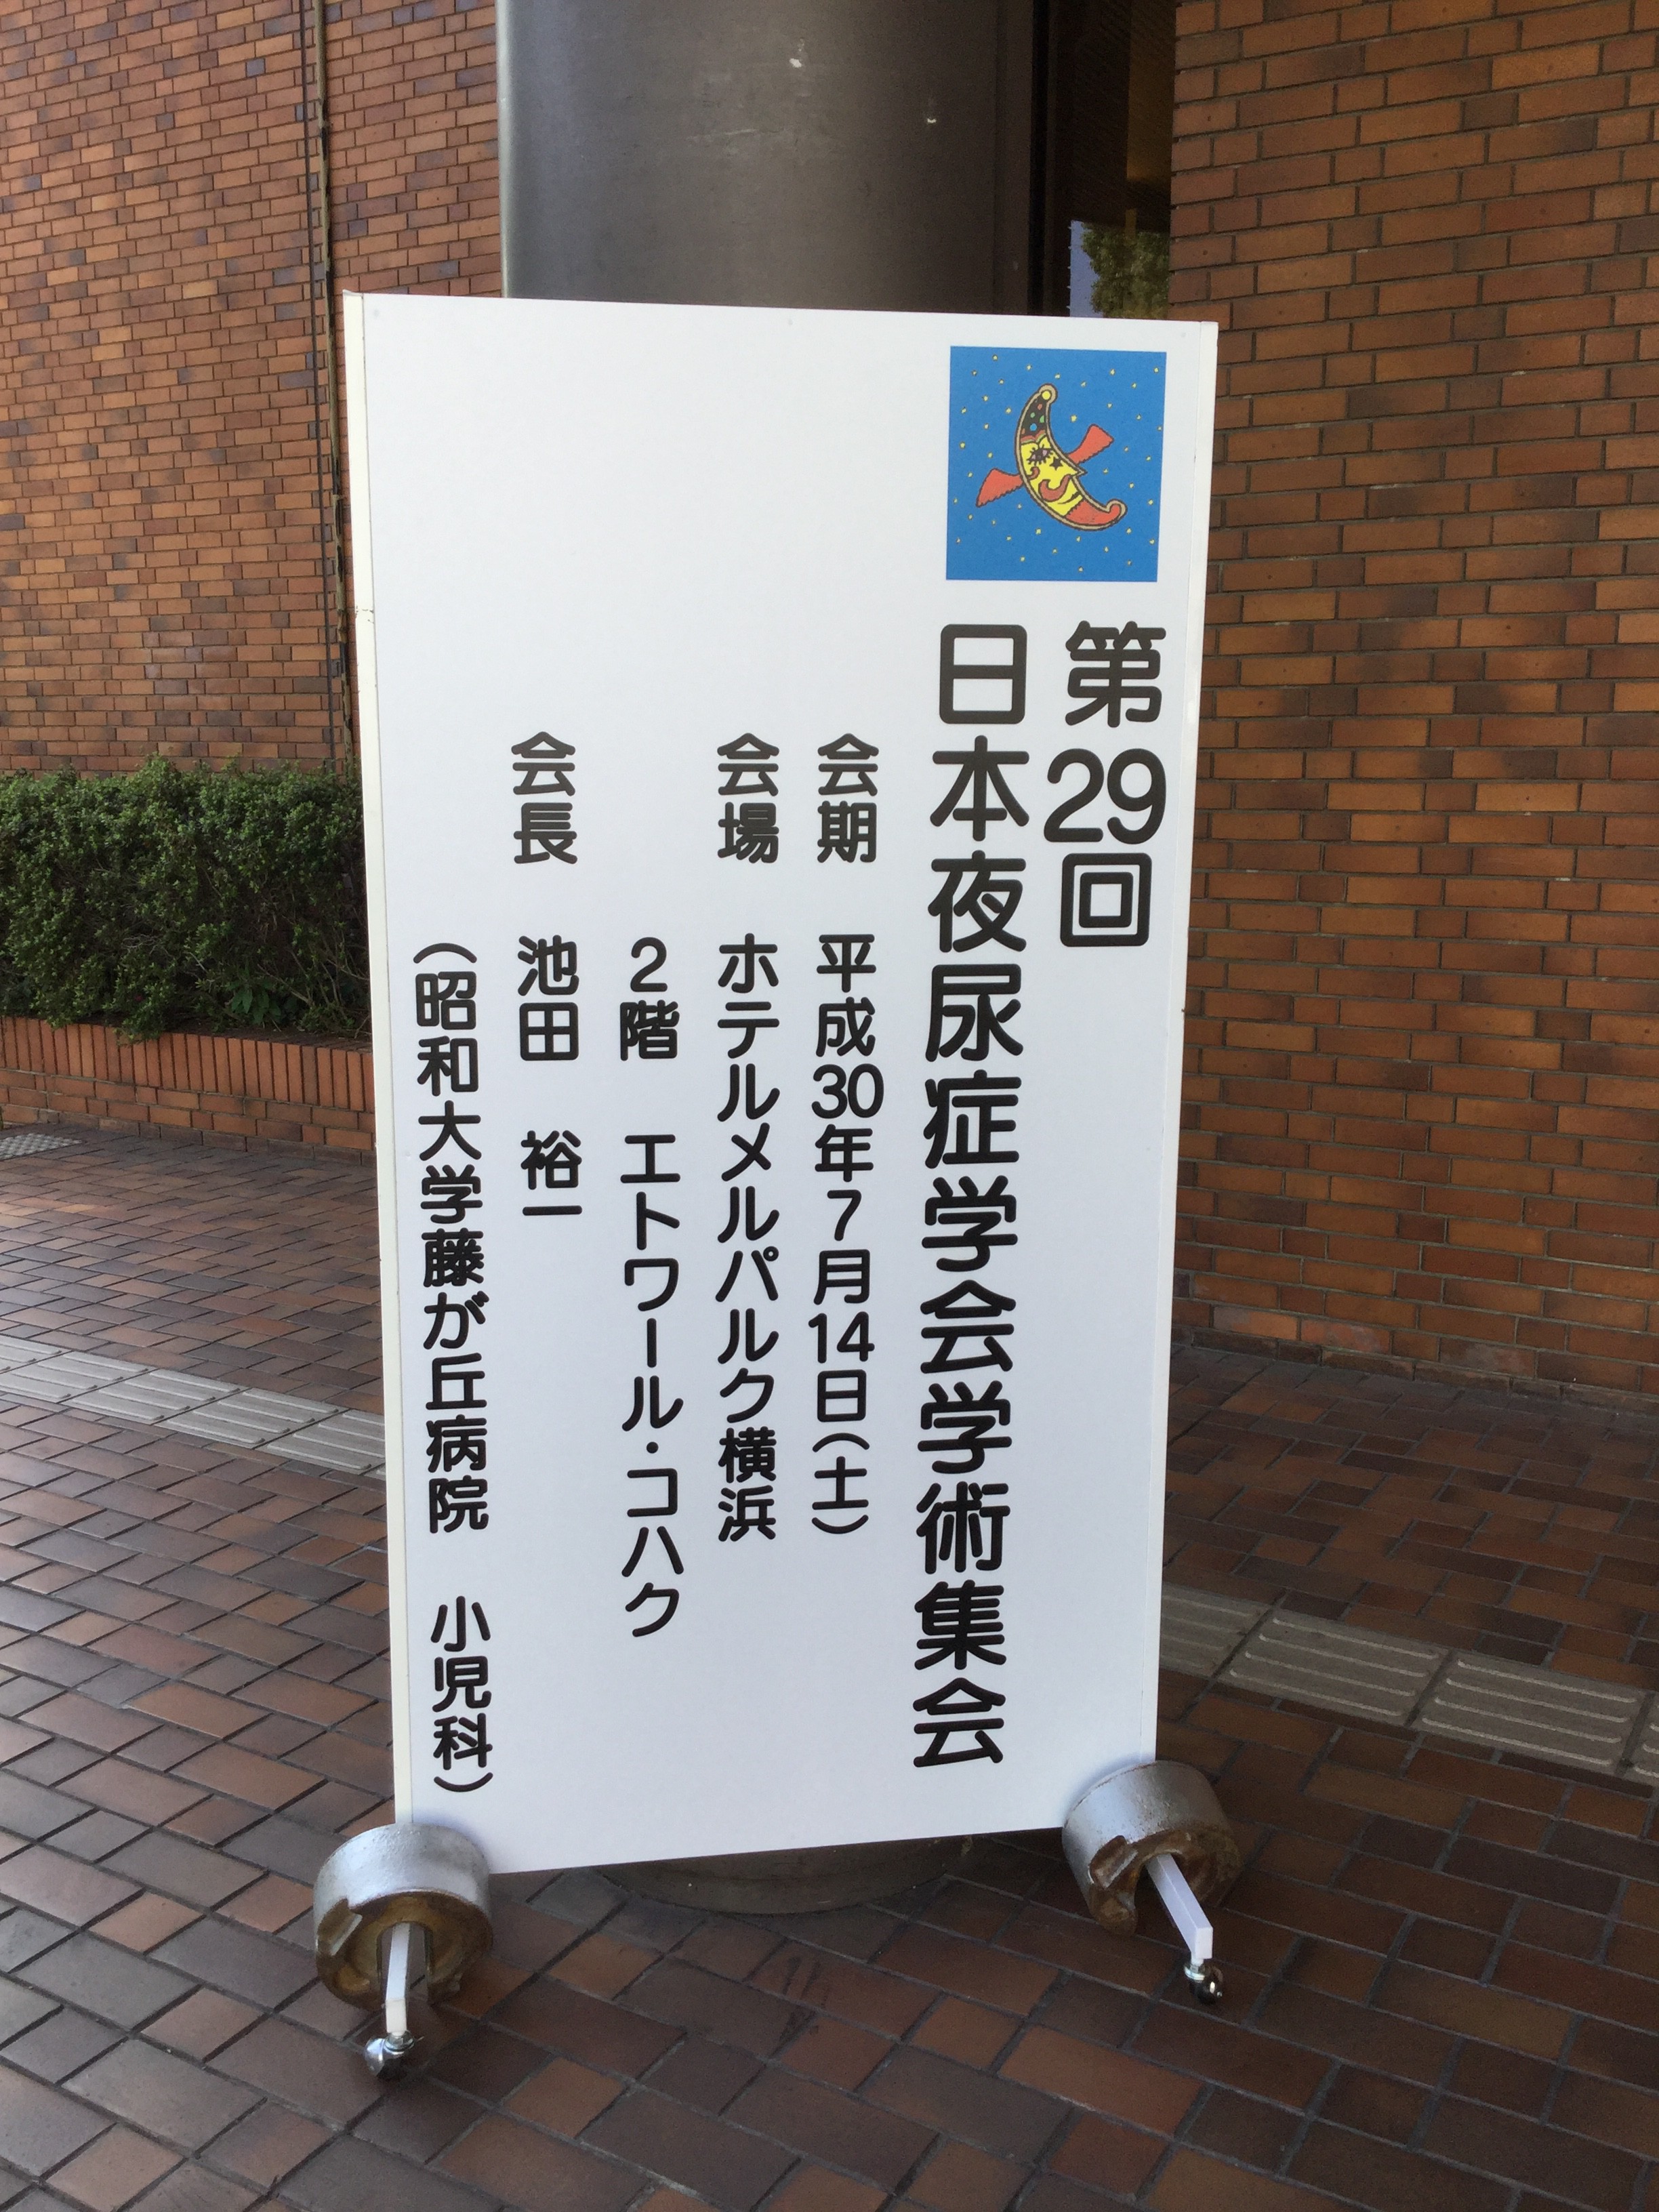 第29回
日本夜尿症学会学術集会
会期 平成30年7月14日(土)
会場 ホテルメルパルク横浜
2階 エトワール・コハク
会長 池田 裕一
(昭和大学藤が丘病院 小児科)